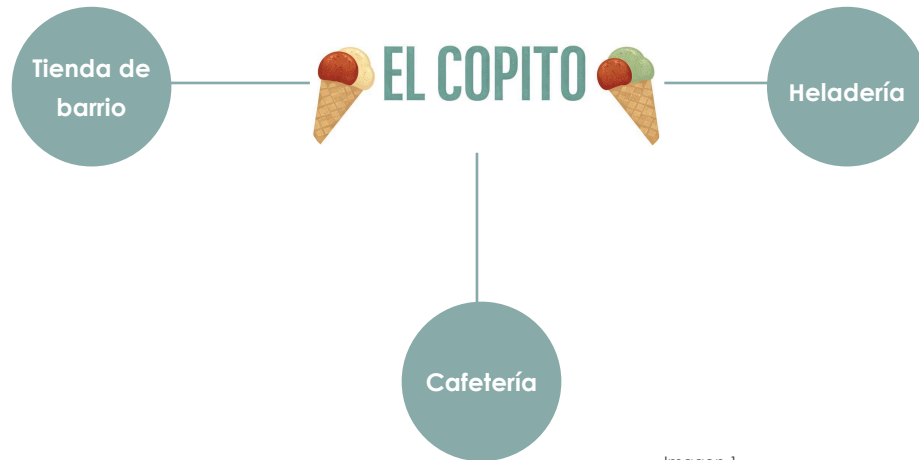 Tienda de
barrio
EL COPITO
Heladería
Cafetería